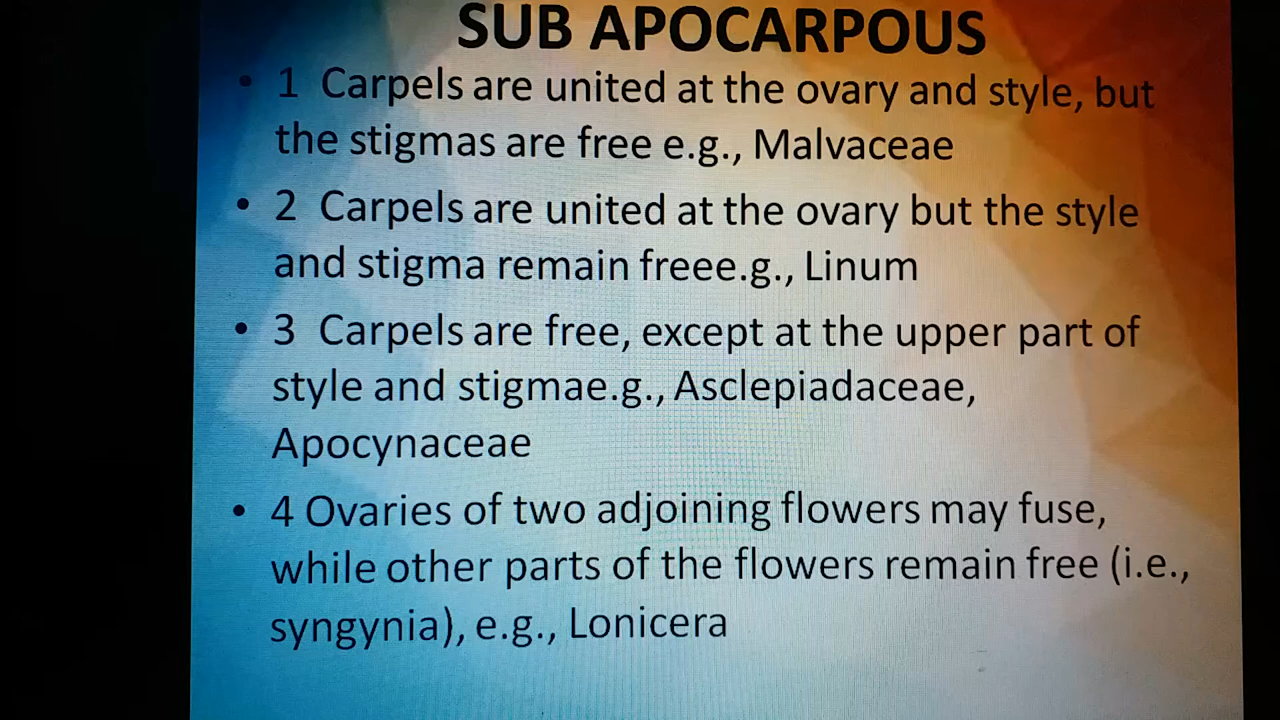 SUB APOCARPOUS
• 1 Carpels are united at the ovary and style, but
the stigmas are free e.g., Malvaceae
• 2 Carpels are united at the ovary but the style
and stigma remain freee.g., Linum
• 3 Carpels are free, except at the upper part of
style and stigmae.g., Asclepiadaceae,
Apocynaceae
• 4 Ovaries of two adjoining flowers may fuse,
while other parts of the flowers remain free (i.e.,
syngynia), e.g., Lonicera